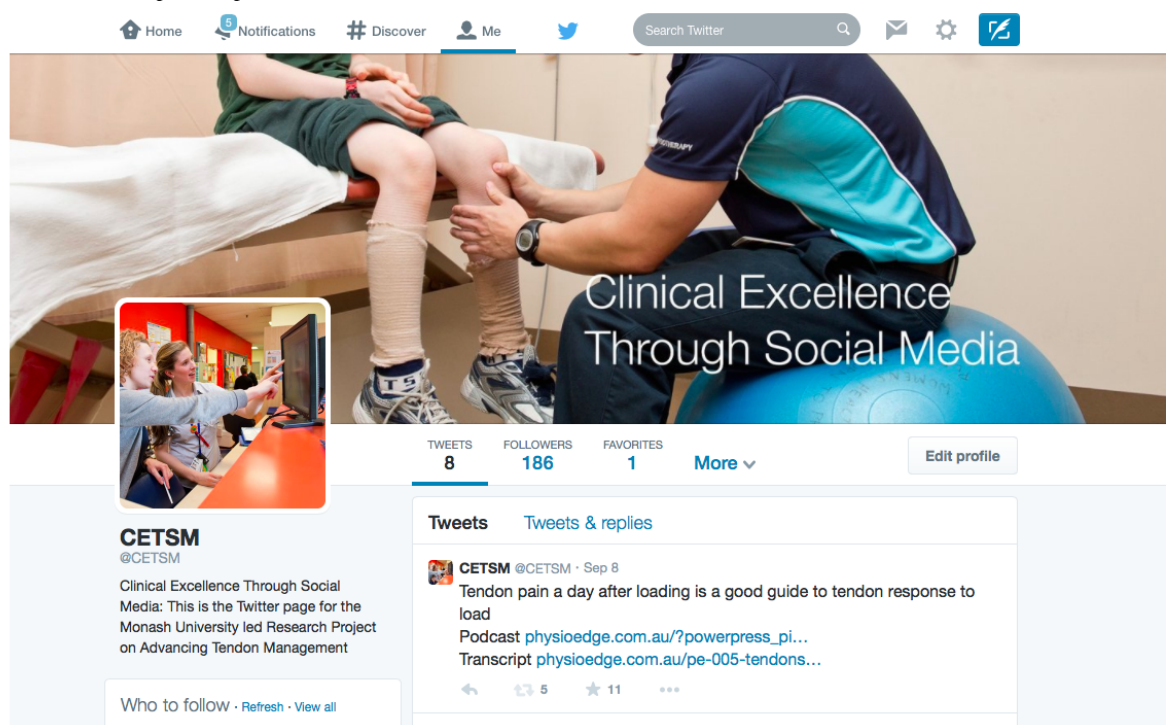 Home
5
Notifications
Discover
Me
Search Twitter
Clinical Excellence
Through Social Media
TWEETS
8
FOLLOWERS
186
FAVORITES
1
More
Edit profile
CETSM
@CETSM
Clinical Excellence Through Social
Media: This is the Twitter page for the
Monash University led Research Project
on Advancing Tendon Management
Who to follow · Refresh · View all
Tweets Tweets & replies
CETSM @CETSM · Sep 8
Tendon pain a day after loading is a good guide to tendon response to
load
Podcast physioedge.com.au/?powerpress_pi…
Transcript physioedge.com.au/pe-005-tendons…
5 11